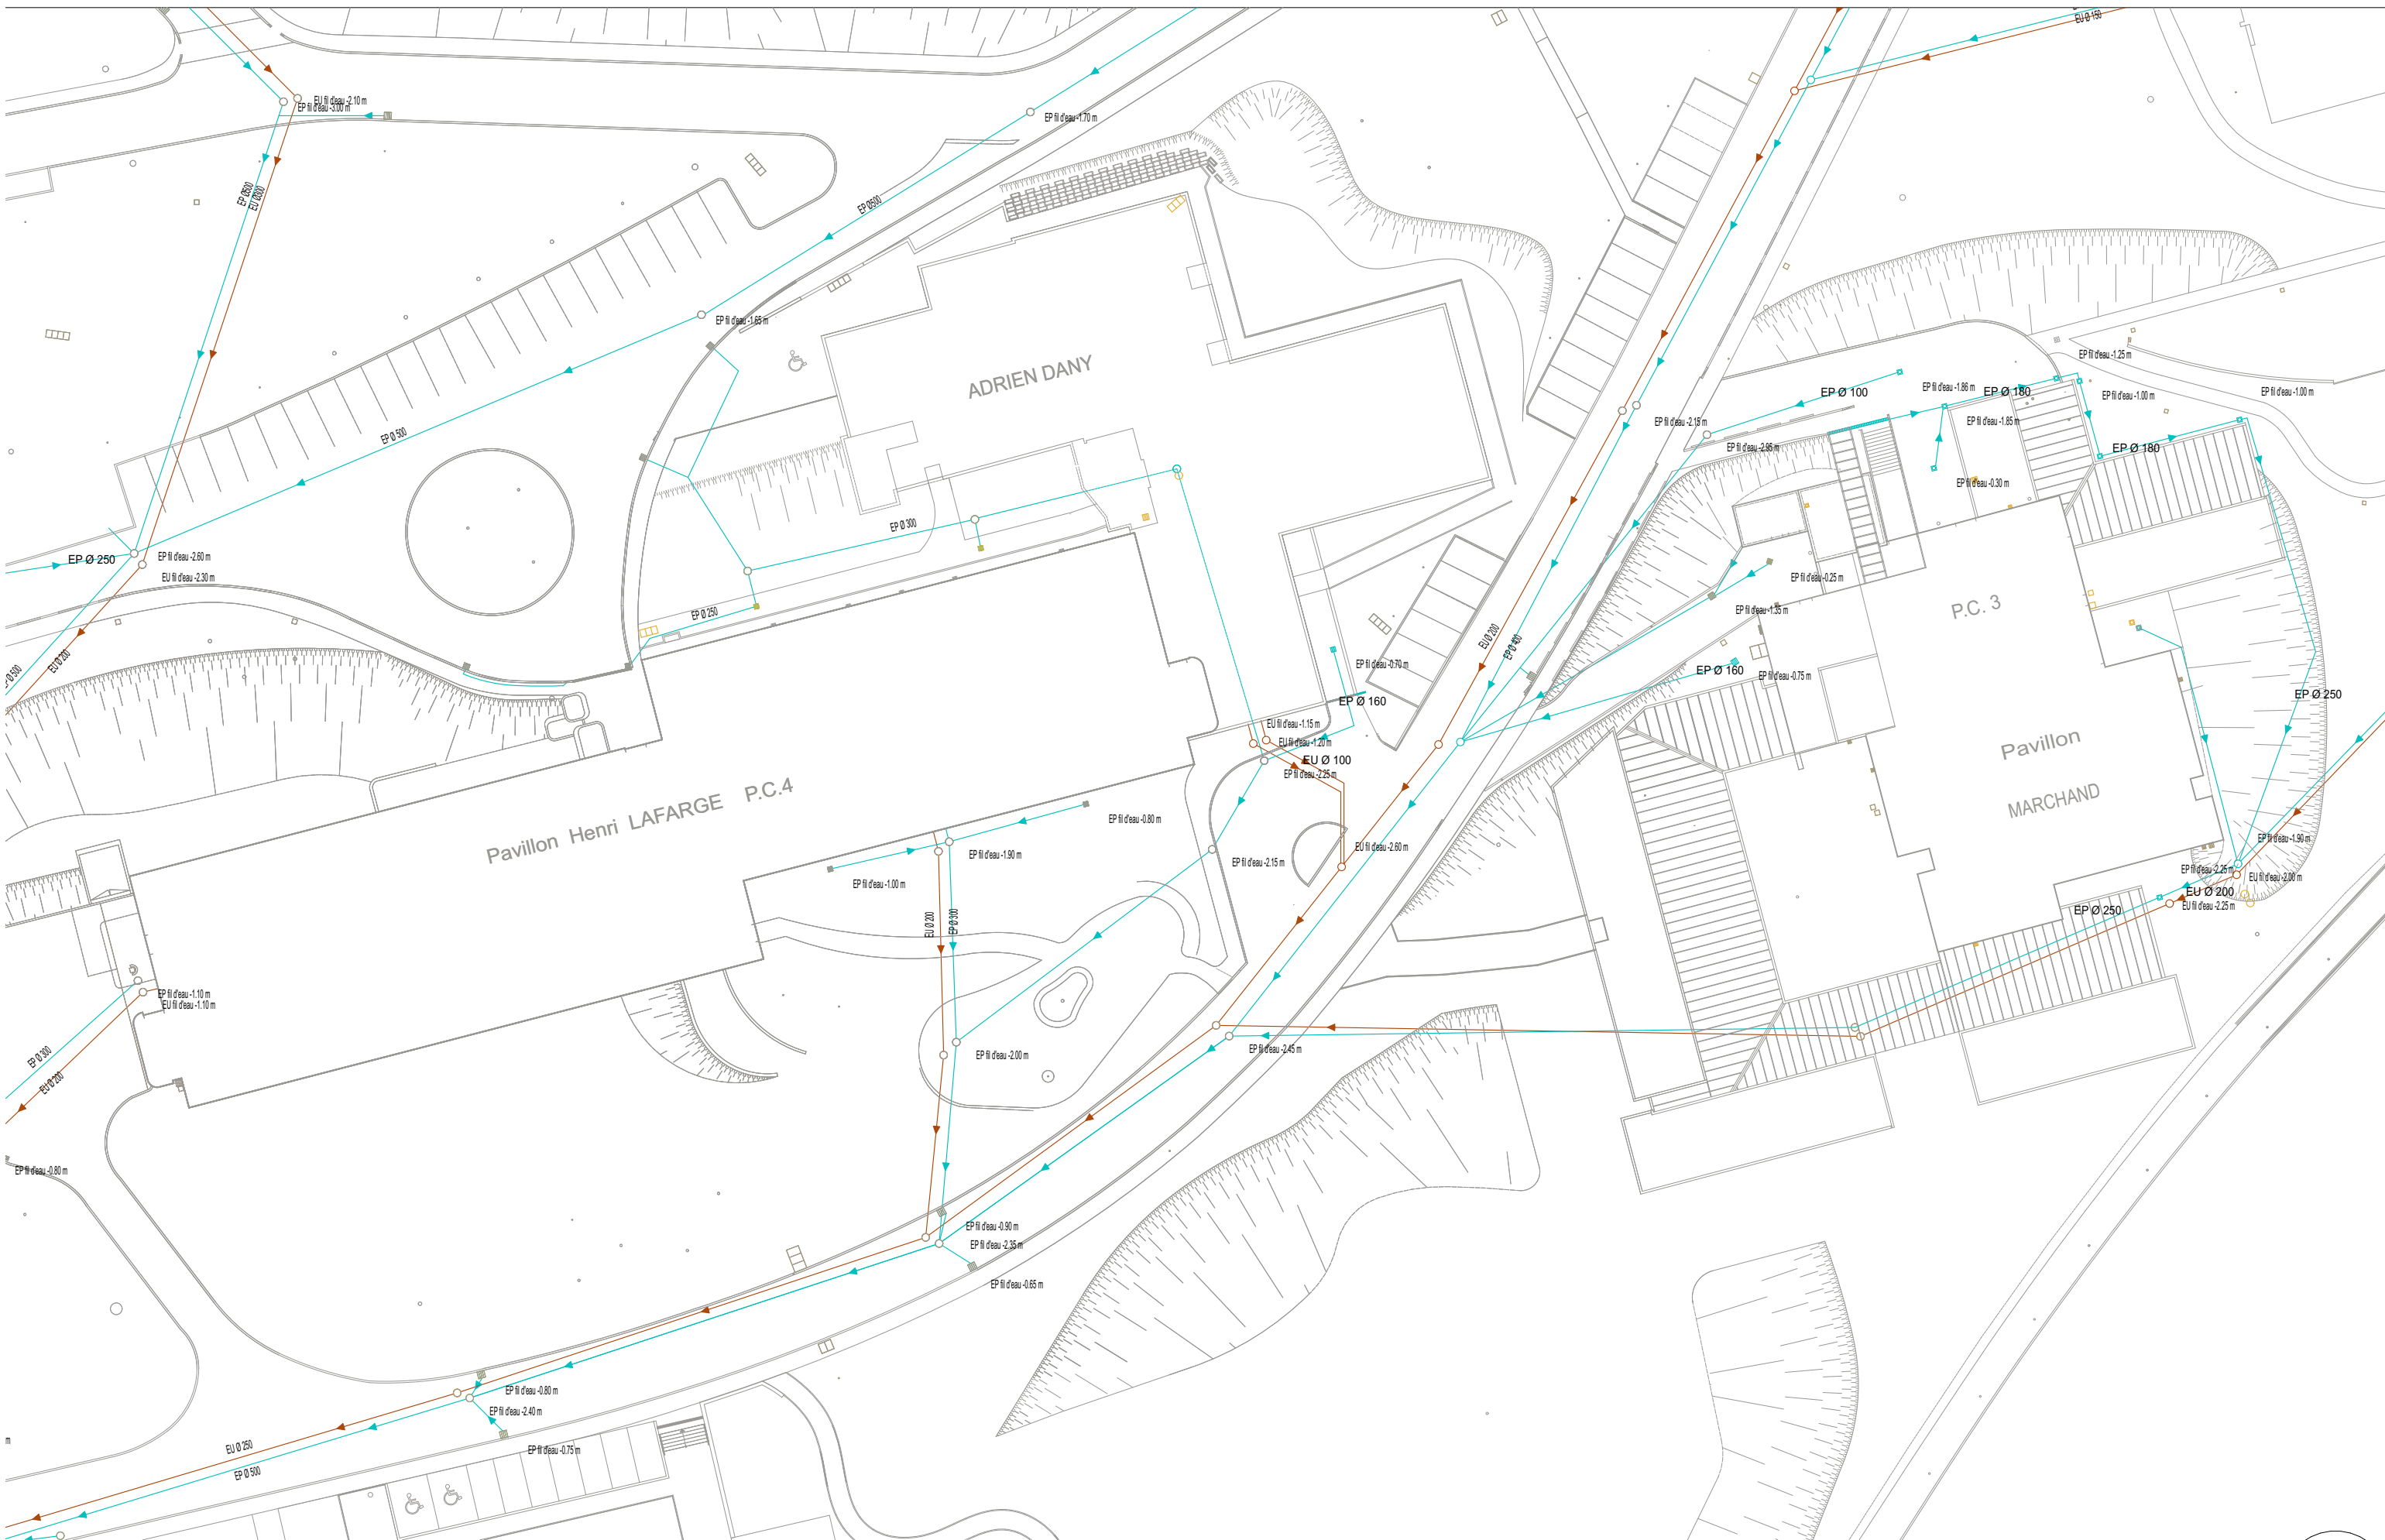 EU Ø 150
EU fil d'eau -2.10 m
EP fil d'eau -3.00 m
EP fil d'eau -1.70 m
EP Ø500
EU Ø500
EP Ø500
EP fil d'eau -1.65 m
ADRIEN DANY
EP fil d'eau -1.25 m
EP Ø 100
EP fil d'eau -1.86 m
EP Ø 180
EP fil d'eau -1.00 m
EP fil d'eau -1.00 m
EP fil d'eau -2.15 m
EP fil d'eau -1.85 m
EP Ø 500
EP fil d'eau -2.95 m
EP Ø 180
EP fil d'eau -0.30 m
EP Ø 300
EP Ø 250
EP fil d'eau -2.60 m
EU fil d'eau -2.30 m
EP fil d'eau -0.25 m
P.C. 3
EP Ø 250
EP fil d'eau -1.35 m
EU Ø 200
EP Ø 400
EU Ø 200
EP Ø 500
EP fil d'eau -0.70 m
EP Ø 160
EP fil d'eau -0.75 m
EP Ø 160
EP Ø 250
EU fil d'eau -1.15 m
EU fil d'eau -1.20 m
Pavillon
EU Ø 100
EP fil d'eau -2.25 m
MARCHAND
Pavillon Henri LAFARGE P.C.4
EP fil d'eau -0.80 m
EP fil d'eau -1.90 m
EU fil d'eau -2.60 m
EP fil d'eau -1.90 m
EP fil d'eau -2.15 m
EP fil d'eau -2.25 m
EU fil d'eau -2.00 m
EP fil d'eau -1.00 m
EU Ø 200
EU fil d'eau -2.25 m
EP Ø 250
EU Ø 200
EP Ø 300
EP fil d'eau -1.10 m
EU fil d'eau -1.10 m
EP Ø 300
EU Ø 200
EP fil d'eau -2.00 m
EP fil d'eau -2.45 m
EP fil d'eau -0.80 m
EP fil d'eau -0.90 m
EP fil d'eau -2.35 m
EP fil d'eau -0.65 m
EP fil d'eau -0.80 m
EP fil d'eau -2.40 m
m
EU Ø 250
EP fil d'eau -0.75 m
EP Ø 500